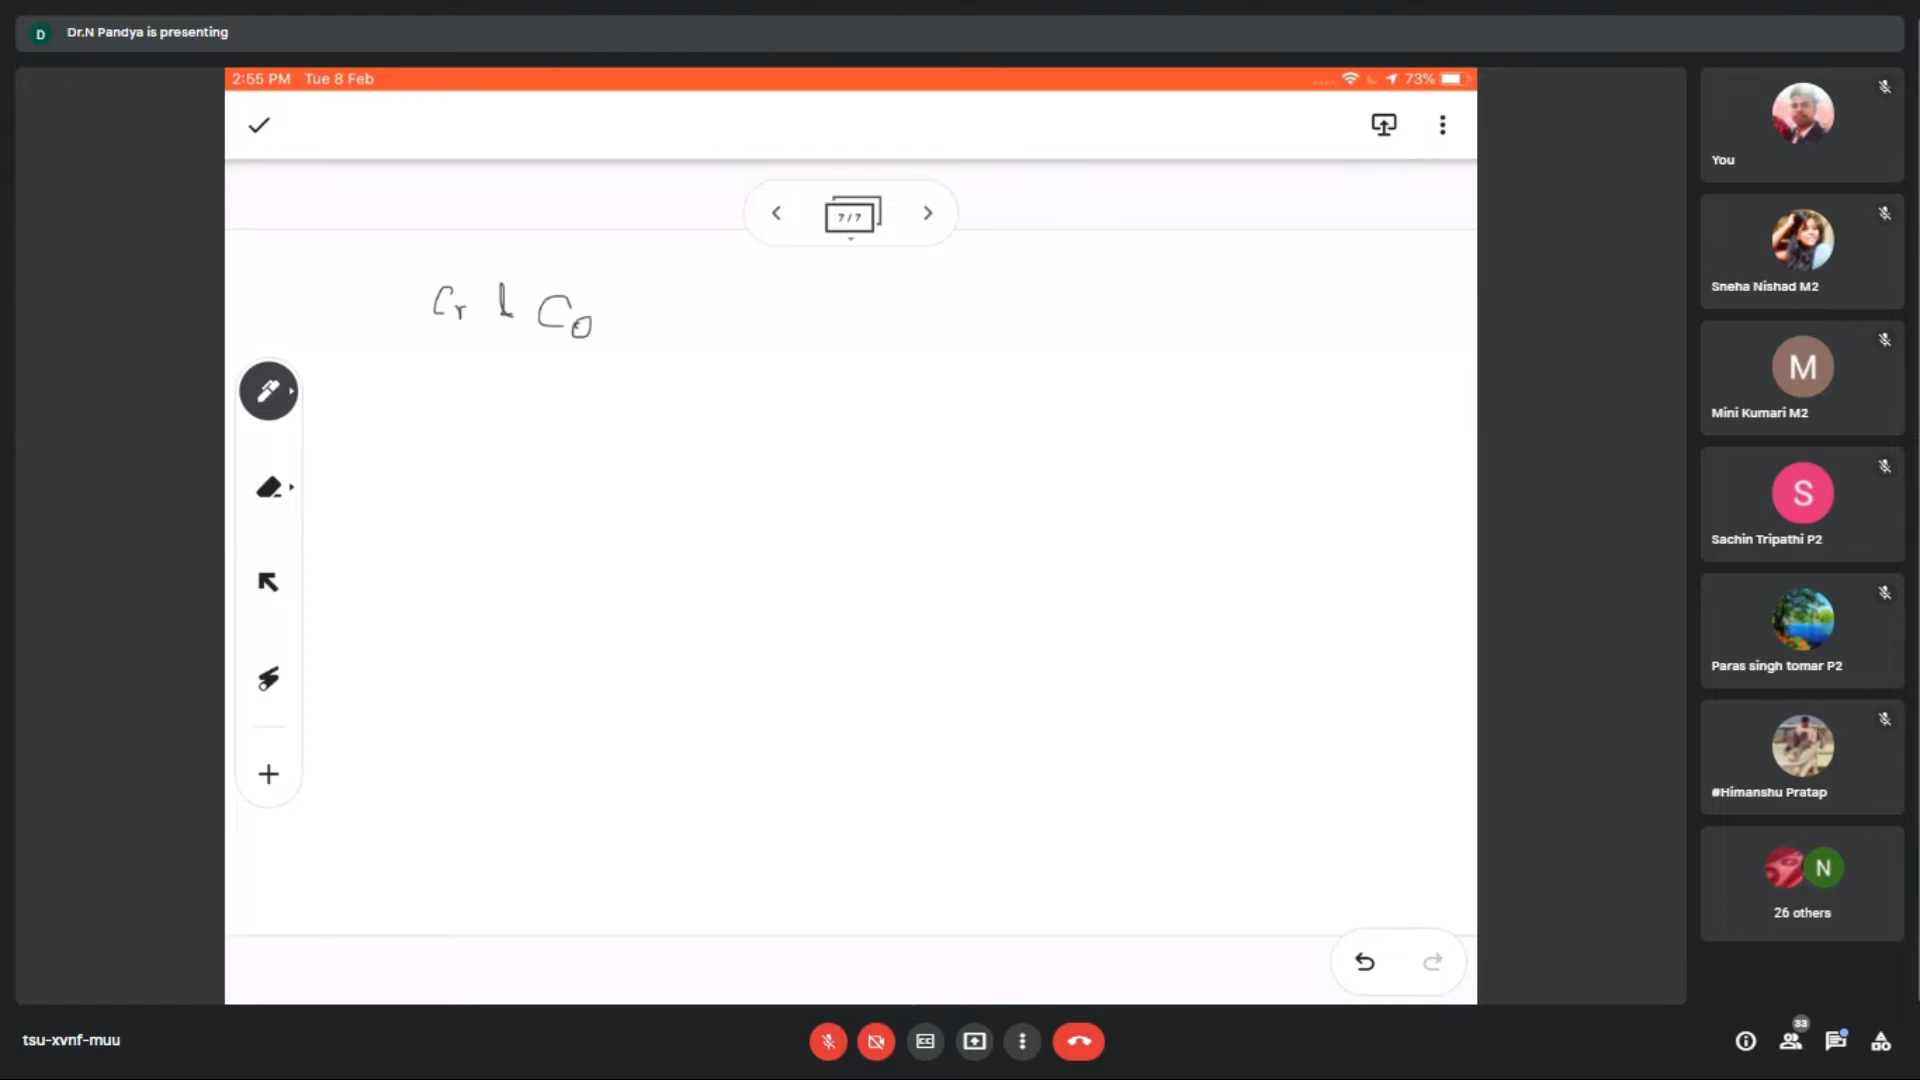 D Dr.N Pandya is presenting
2:55 PM Tue 8 Feb 73%
7/7
Cr & Co
You
Sneha Nishad M2
M
Mini Kumari M2
S
Sachin Tripathi P2
Paras singh tomar P2
#Himanshu Pratap
N
26 others
tsu-xvnf-muu
CC
33